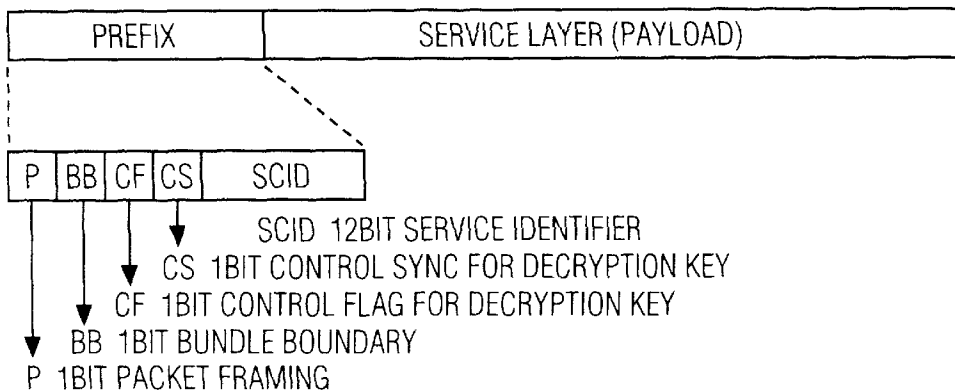 PREFIX SERVICE LAYER (PAYLOAD)
P BB CF CS SCID
SCID 12BIT SERVICE IDENTIFIER
CS 1BIT CONTROL SYNC FOR DECRYPTION KEY
CF 1BIT CONTROL FLAG FOR DECRYPTION KEY
BB 1BIT BUNDLE BOUNDARY
P 1BIT PACKET FRAMING